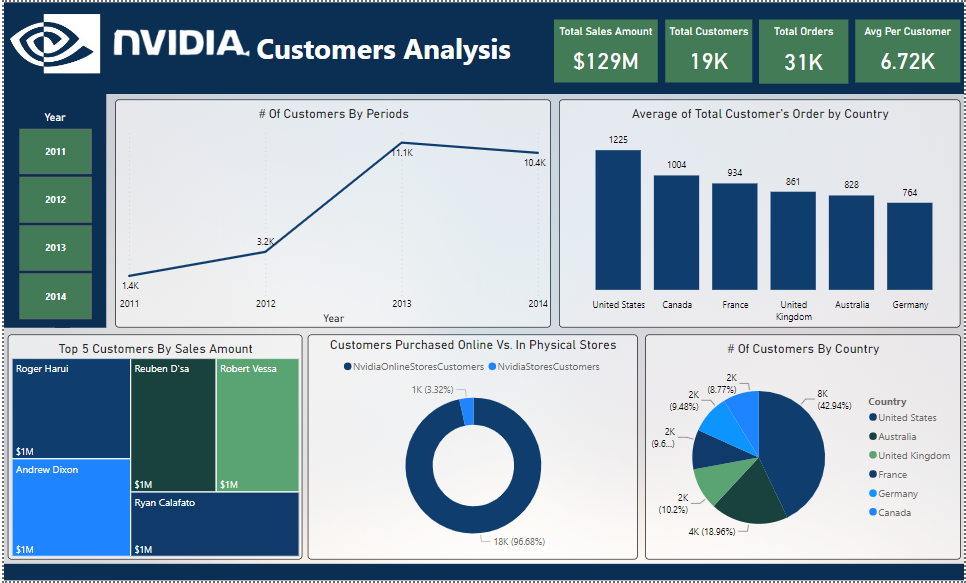 NVIDIA. Customers Analysis
Total Sales Amount
$129M
Total Customers
19K
Total Orders
31K
Avg Per Customer
6.72K
Year
2011
2012
2013
2014
# Of Customers By Periods
1.4K
3.2K
11.1K
10.4K
2011
2012
2013
2014
Year
Average of Total Customer's Order by Country
1225
1004
934
861
828
764
United States
Canada
France
United
Kingdom
Australia
Germany
Top 5 Customers By Sales Amount
Roger Harui
$1M
Reuben D'sa
$1M
Robert Vessa
$1M
Andrew Dixon
$1M
Ryan Calafato
$1M
Customers Purchased Online Vs. In Physical Stores
NvidiaOnlineStoresCustomers
NvidiaStoresCustomers
1K (3.32%)
18K (96.68%)
# Of Customers By Country
8K
(42.94%)
4K (18.96%)
2K
(10.2%)
2K
(9.6...)
2K
(9.48%)
2K
(8.77%)
Country
United States
Australia
United Kingdom
France
Germany
Canada